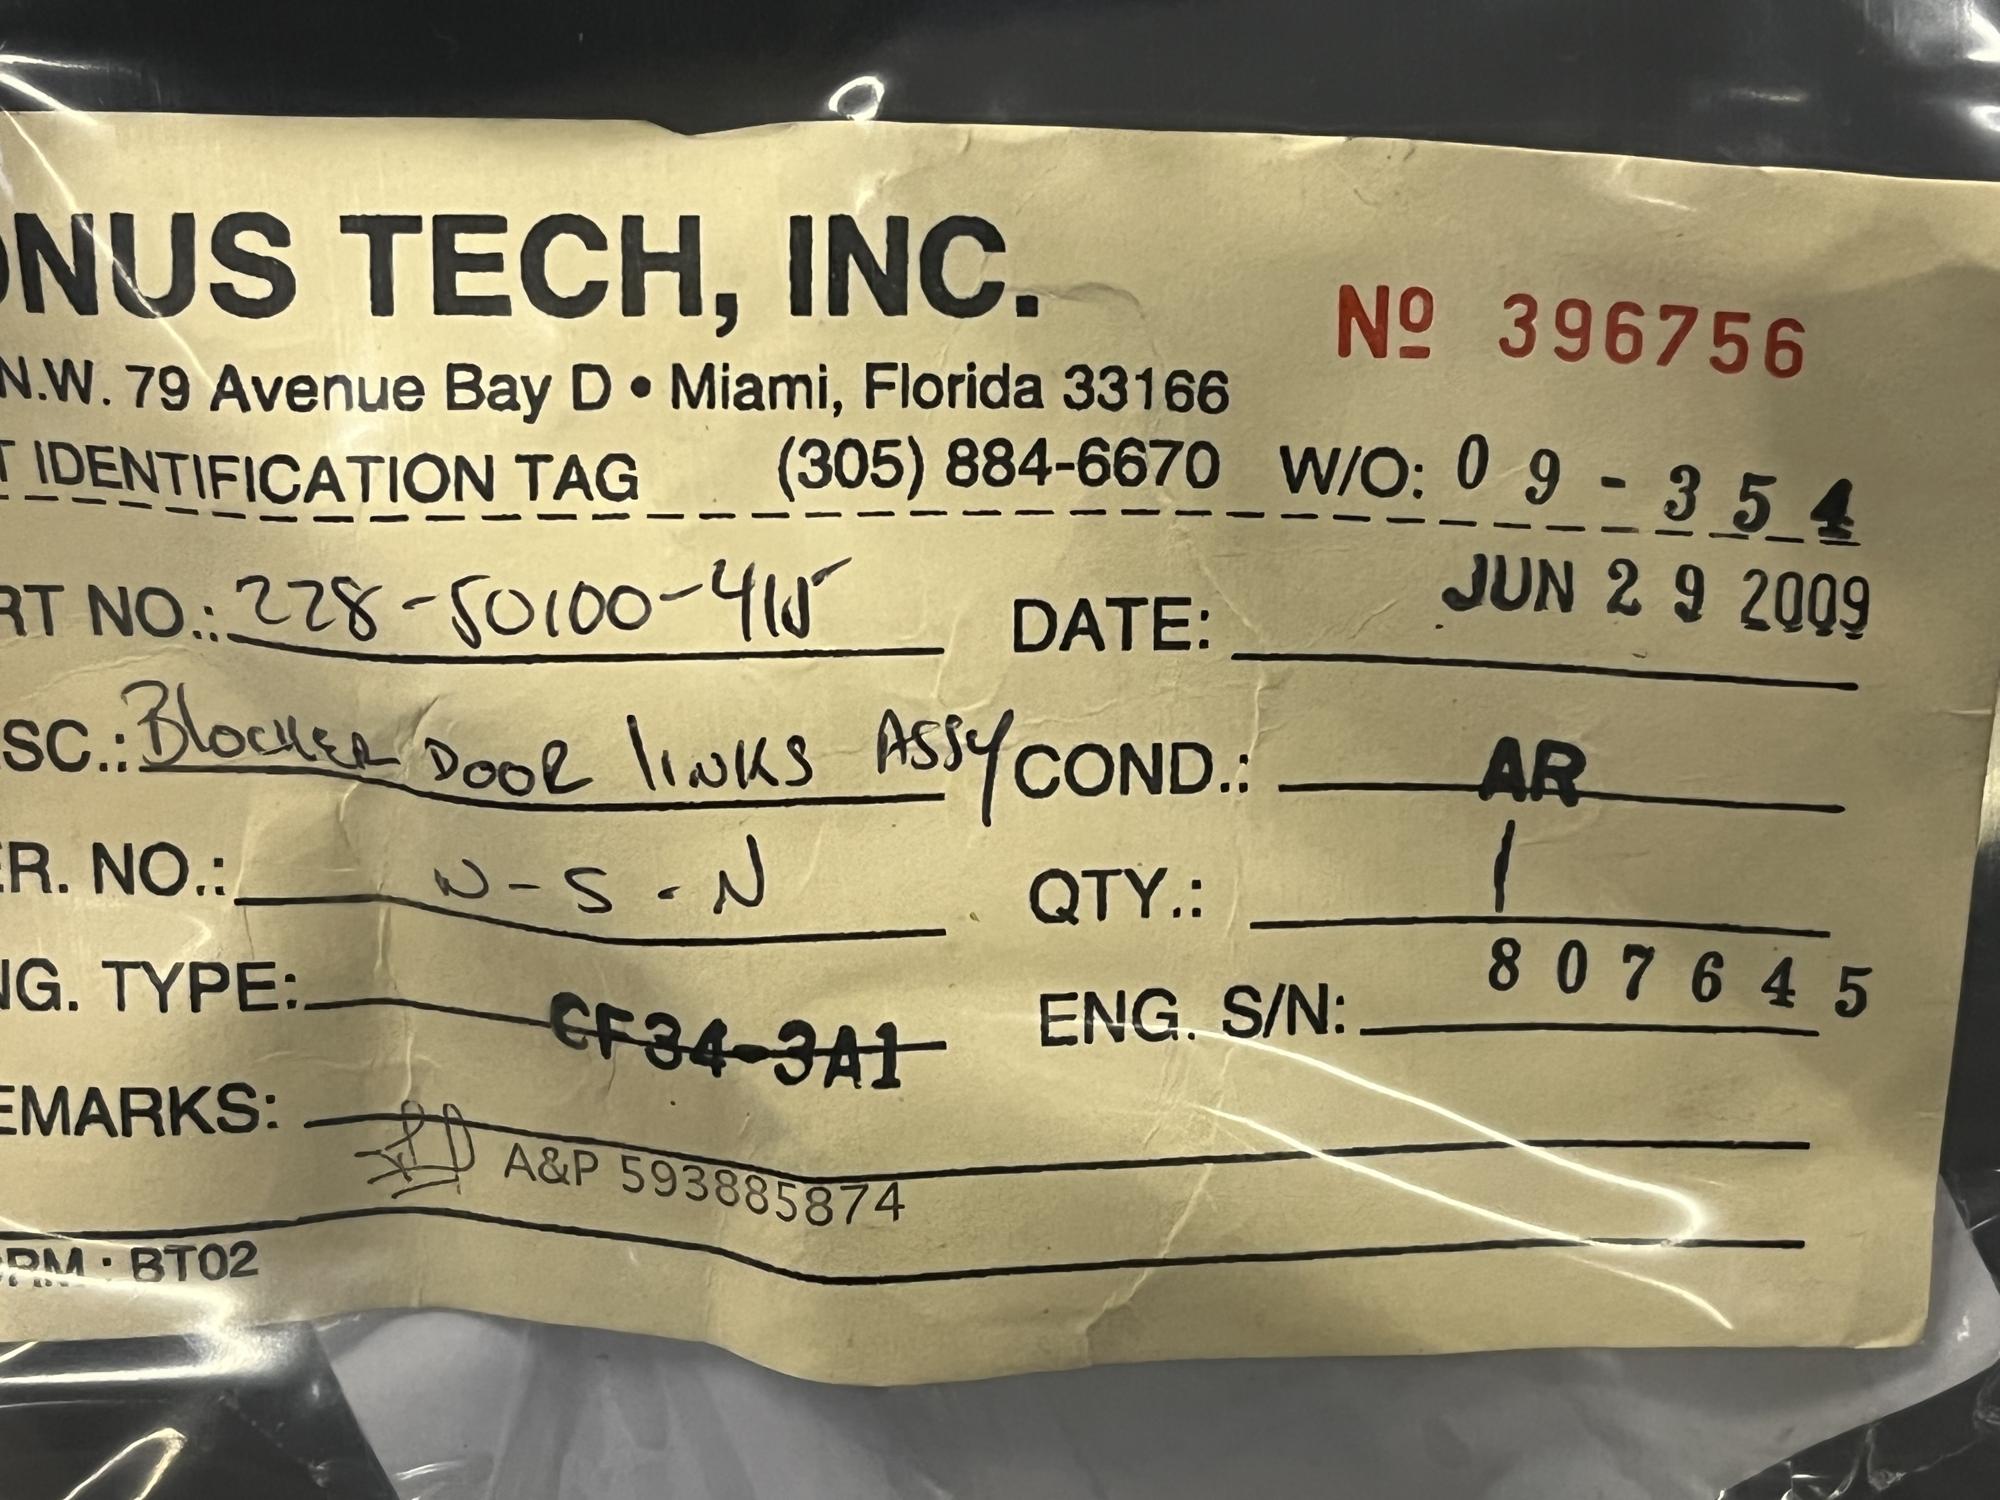 ONUS TECH, INC.
Nº 396756
N.W. 79 Avenue Bay D • Miami, Florida 33166
T IDENTIFICATION TAG (305) 884-6670 W/O: 09-354
RT NO.: 228-50100-415 DATE: JUN 29 2009
SC.: Blocker Door links Assy COND.: AR
ER. NO.: N-S-N QTY.: 1
NG. TYPE: CF34-3A1 ENG. S/N: 807645
EMARKS:
A&P 593885874
ORM: BT02